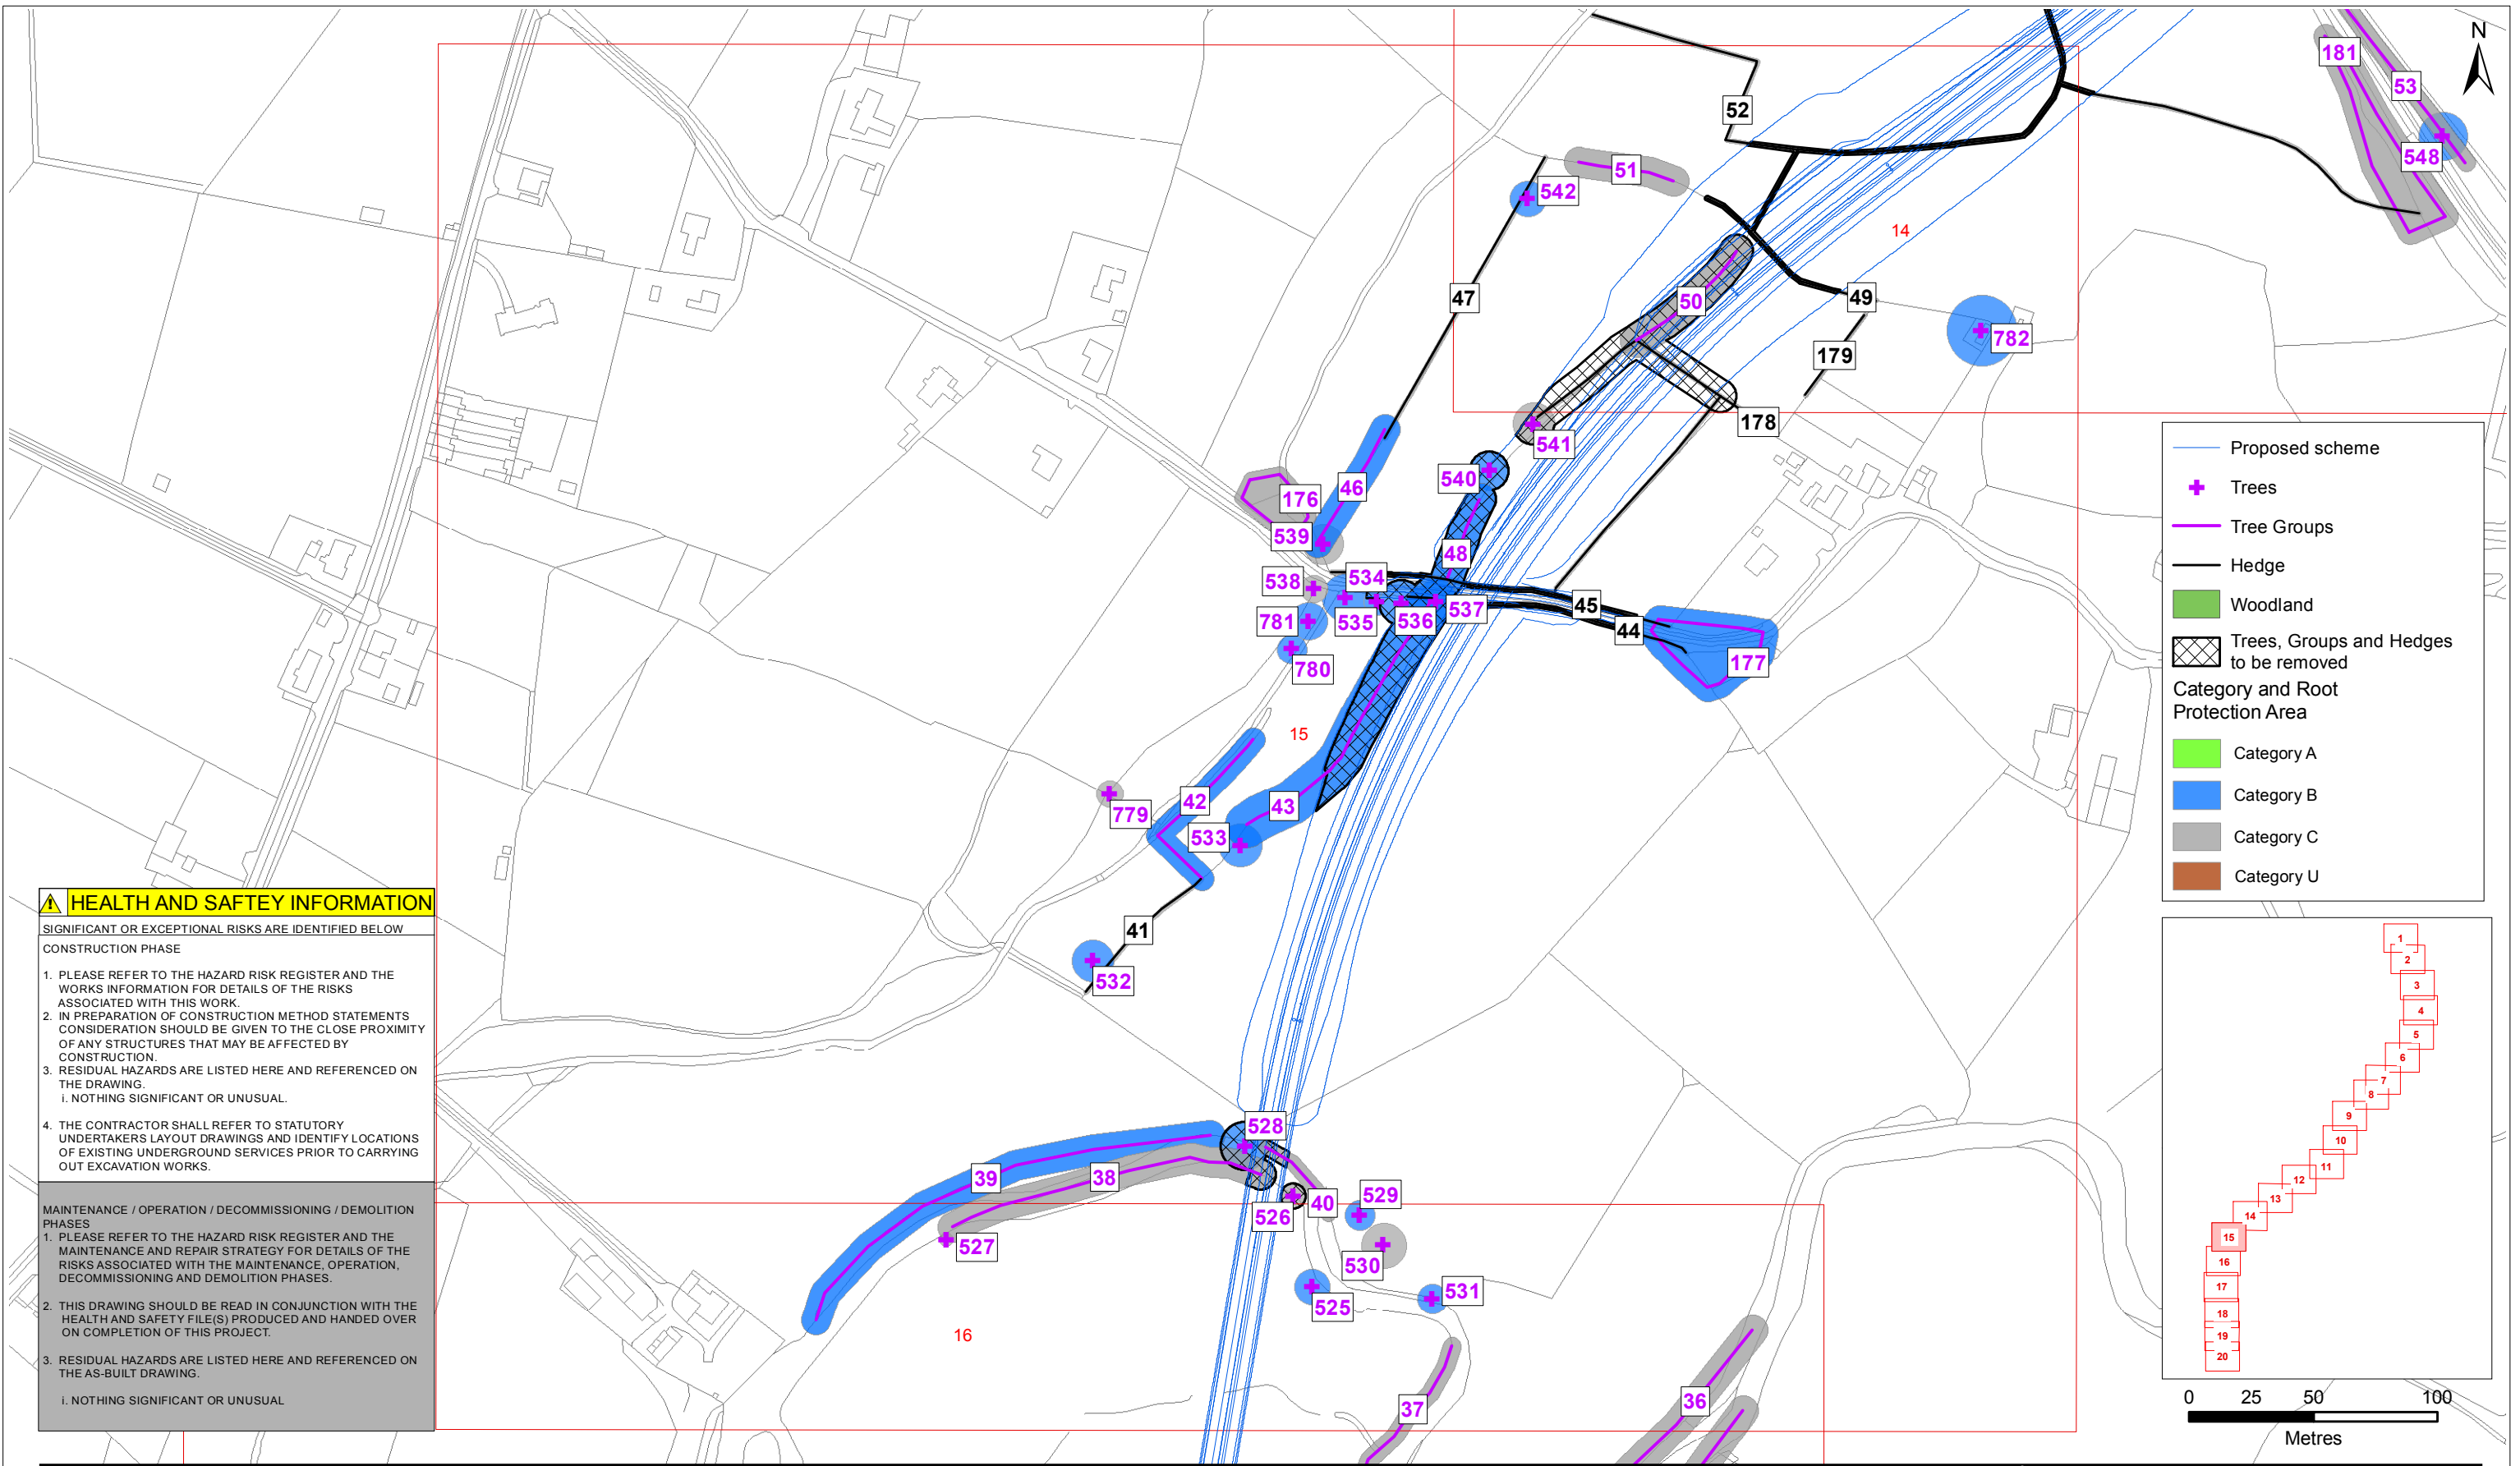 N
181
53
52
548
51
542
14
50
47
49
782
179
178
541
540
46
176
539
48
538
534
45
781
535
536
537
44
780
177
15
42
43
779
533
41
532
528
39
38
40
529
526
527
530
525
531
16
37
36
Proposed scheme
Trees
Tree Groups
Hedge
Woodland
Trees, Groups and Hedges
to be removed
Category and Root
Protection Area
Category A
Category B
Category C
Category U
HEALTH AND SAFTEY INFORMATION
SIGNIFICANT OR EXCEPTIONAL RISKS ARE IDENTIFIED BELOW
CONSTRUCTION PHASE
1. PLEASE REFER TO THE HAZARD RISK REGISTER AND THE
WORKS INFORMATION FOR DETAILS OF THE RISKS
ASSOCIATED WITH THIS WORK.
2. IN PREPARATION OF CONSTRUCTION METHOD STATEMENTS
CONSIDERATION SHOULD BE GIVEN TO THE CLOSE PROXIMITY
OF ANY STRUCTURES THAT MAY BE AFFECTED BY
CONSTRUCTION.
3. RESIDUAL HAZARDS ARE LISTED HERE AND REFERENCED ON
THE DRAWING.
i. NOTHING SIGNIFICANT OR UNUSUAL.
4. THE CONTRACTOR SHALL REFER TO STATUTORY
UNDERTAKERS LAYOUT DRAWINGS AND IDENTIFY LOCATIONS
OF EXISTING UNDERGROUND SERVICES PRIOR TO CARRYING
OUT EXCAVATION WORKS.
MAINTENANCE / OPERATION / DECOMMISSIONING / DEMOLITION
PHASES
1. PLEASE REFER TO THE HAZARD RISK REGISTER AND THE
MAINTENANCE AND REPAIR STRATEGY FOR DETAILS OF THE
RISKS ASSOCIATED WITH THE MAINTENANCE, OPERATION,
DECOMMISSIONING AND DEMOLITION PHASES.
2. THIS DRAWING SHOULD BE READ IN CONJUNCTION WITH THE
HEALTH AND SAFETY FILE(S) PRODUCED AND HANDED OVER
ON COMPLETION OF THIS PROJECT.
3. RESIDUAL HAZARDS ARE LISTED HERE AND REFERENCED ON
THE AS-BUILT DRAWING.
i. NOTHING SIGNIFICANT OR UNUSUAL
1
2
3
4
5
6
7
8
9
10
11
12
13
14
15
16
17
18
19
20
0 25 50 100
Metres